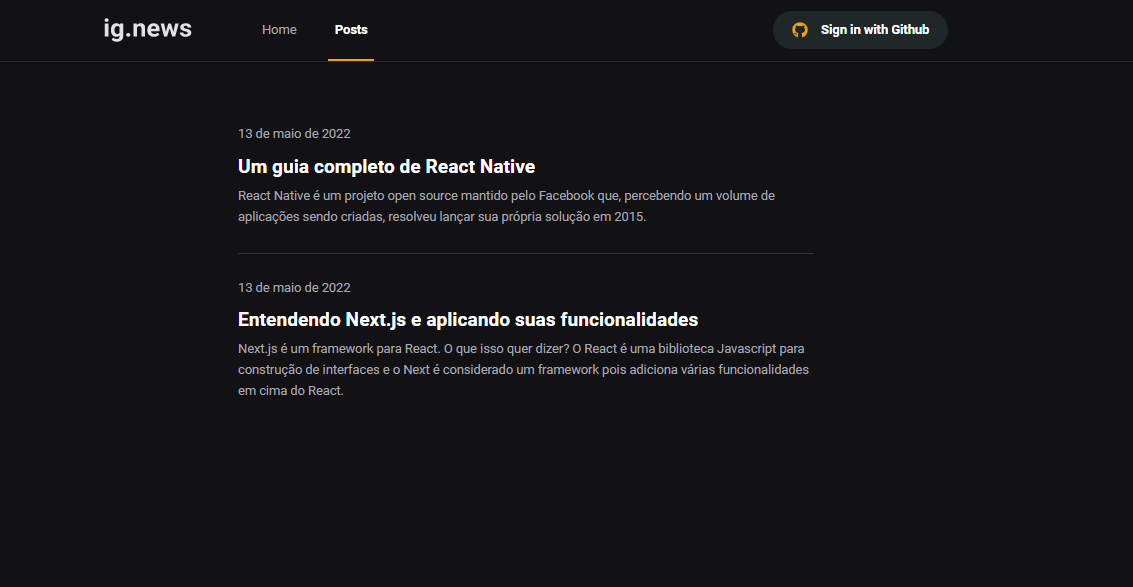 ig.news
Home
Posts
Sign in with Github
13 de maio de 2022
Um guia completo de React Native
React Native é um projeto open source mantido pelo Facebook que, percebendo um volume de
aplicações sendo criadas, resolveu lançar sua própria solução em 2015.
13 de maio de 2022
Entendendo Next.js e aplicando suas funcionalidades
Next.js é um framework para React. O que isso quer dizer? O React é uma biblioteca Javascript para
construção de interfaces e o Next é considerado um framework pois adiciona várias funcionalidades
em cima do React.